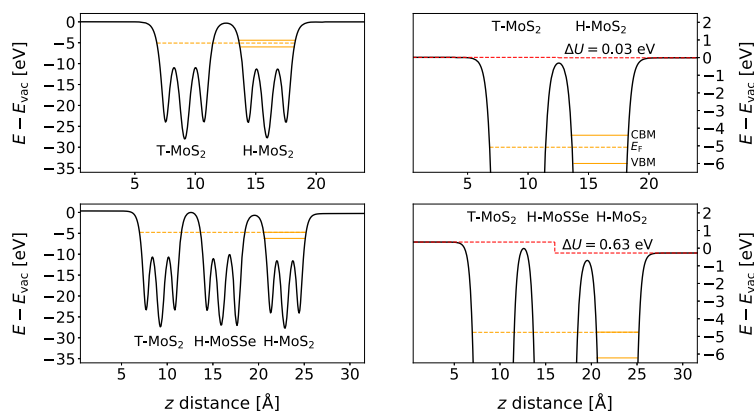 0
−5
−10
−15
−20
−25
−30
−35
E − E_vac [eV]
T-MoS₂ H-MoS₂
5 10 15 20
T-MoS₂ H-MoS₂
ΔU = 0.03 eV
CBM
E_F
VBM
2
1
0
−1
−2
−3
−4
−5
−6
E − E_vac [eV]
5 10 15 20
0
−5
−10
−15
−20
−25
−30
−35
E − E_vac [eV]
T-MoS₂ H-MoSSe H-MoS₂
5 10 15 20 25 30
z distance [Å]
T-MoS₂ H-MoSSe H-MoS₂
ΔU = 0.63 eV
2
1
0
−1
−2
−3
−4
−5
−6
E − E_vac [eV]
5 10 15 20 25 30
z distance [Å]